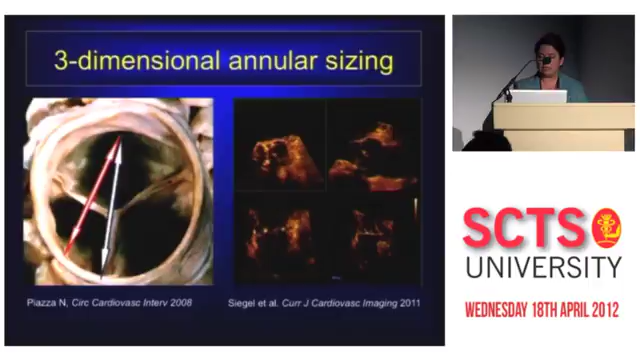 3-dimensional annular sizing
Piazza N, Circ Cardiovasc Interv 2008
Siegel et al. Curr J Cardiovasc Imaging 2011
SCTS
UNIVERSITY
WEDNESDAY 18TH APRIL 2012